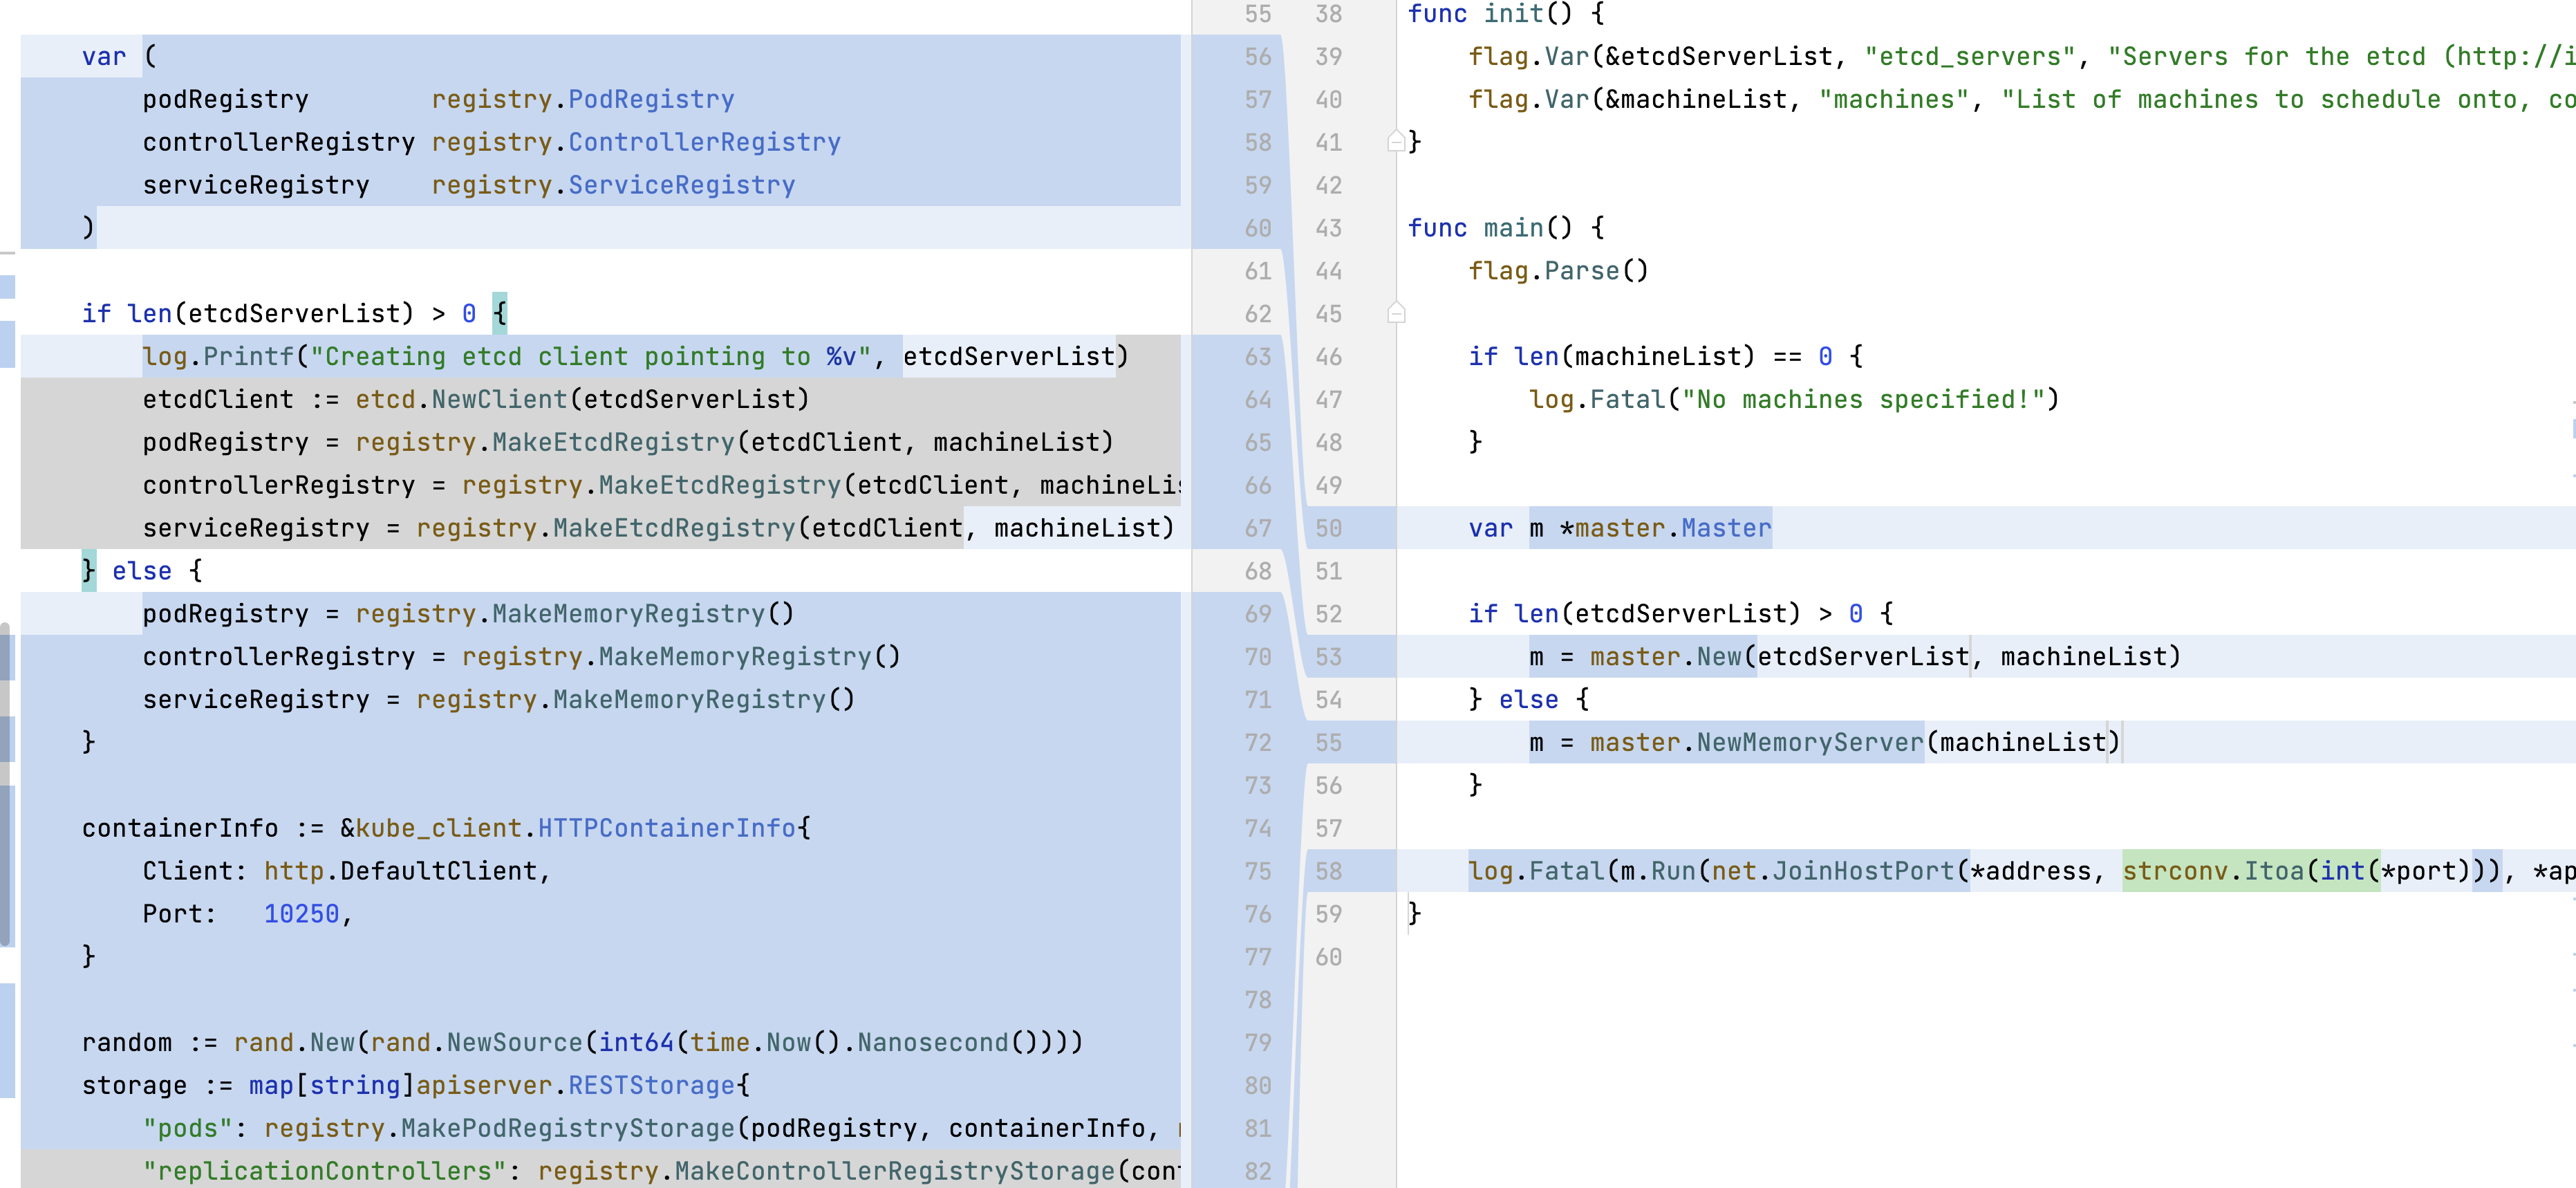 var (
podRegistry registry.PodRegistry
controllerRegistry registry.ControllerRegistry
serviceRegistry registry.ServiceRegistry
)
if len(etcdServerList) > 0 {
log.Printf("Creating etcd client pointing to %v", etcdServerList)
etcdClient := etcd.NewClient(etcdServerList)
podRegistry = registry.MakeEtcdRegistry(etcdClient, machineList)
controllerRegistry = registry.MakeEtcdRegistry(etcdClient, machineLis
serviceRegistry = registry.MakeEtcdRegistry(etcdClient, machineList)
} else {
podRegistry = registry.MakeMemoryRegistry()
controllerRegistry = registry.MakeMemoryRegistry()
serviceRegistry = registry.MakeMemoryRegistry()
}
containerInfo := &kube_client.HTTPContainerInfo{
Client: http.DefaultClient,
Port: 10250,
}
random := rand.New(rand.NewSource(int64(time.Now().Nanosecond())))
storage := map[string]apiserver.RESTStorage{
"pods": registry.MakePodRegistryStorage(podRegistry, containerInfo,
"replicationControllers": registry.MakeControllerRegistryStorage(con
55 38
56 39
57 40
58 41
59 42
60 43
61 44
62 45
63 46
64 47
65 48
66 49
67 50
68 51
69 52
70 53
71 54
72 55
73 56
74 57
75 58
76 59
77 60
78
79
80
81
82
func init() {
flag.Var(&etcdServerList, "etcd_servers", "Servers for the etcd (http://i
flag.Var(&machineList, "machines", "List of machines to schedule onto, co
}
func main() {
flag.Parse()
if len(machineList) == 0 {
log.Fatal("No machines specified!")
}
var m *master.Master
if len(etcdServerList) > 0 {
m = master.New(etcdServerList, machineList)
} else {
m = master.NewMemoryServer(machineList)
}
log.Fatal(m.Run(net.JoinHostPort(*address, strconv.Itoa(int(*port))), *ap
}